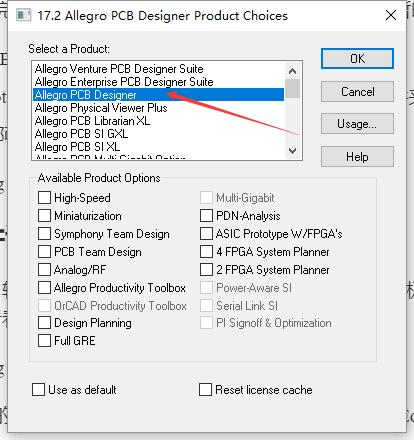 17.2 Allegro PCB Designer Product Choices
Select a Product:
Allegro Venture PCB Designer Suite
Allegro Enterprise PCB Designer Suite
Allegro PCB Designer
Allegro Physical Viewer Plus
Allegro PCB Librarian XL
Allegro PCB SI GXL
Allegro PCB SI XL
Allegro PCB Multi-Gigabit Option
OK
Cancel
Usage...
Help
Available Product Options
High-Speed
Multi-Gigabit
Miniaturization
PDN-Analysis
Symphony Team Design
ASIC Prototype W/FPGA's
PCB Team Design
4 FPGA System Planner
Analog/RF
2 FPGA System Planner
Allegro Productivity Toolbox
Power-Aware SI
OrCAD Productivity Toolbox
Serial Link SI
Design Planning
PI Signoff & Optimization
Full GRE
Use as default
Reset license cache